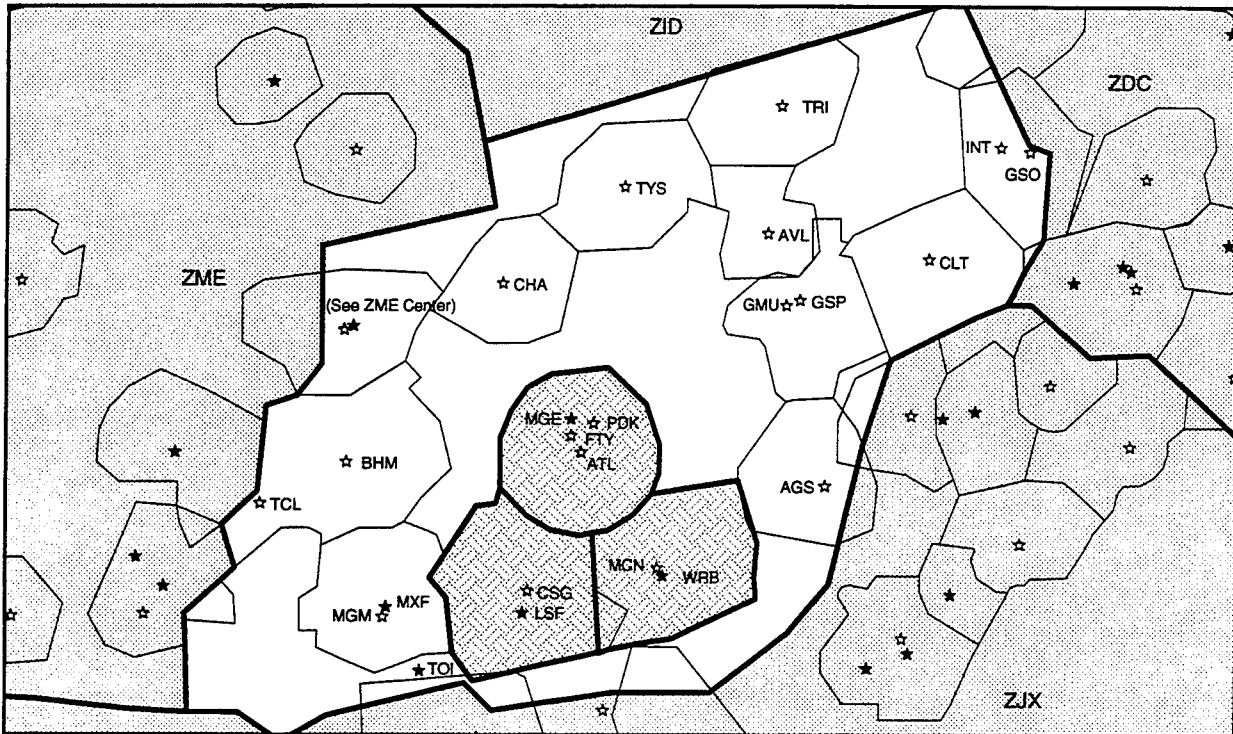 ZID
ZDC
TRI
INT
GSO
TYS
AVL
CLT
ZME
CHA
(See ZME Center)
GMU
GSP
MGE
PDK
FTY
ATL
BHM
AGS
TCL
MGN
WRB
CSG
LSF
MXF
MGM
TOI
ZJX